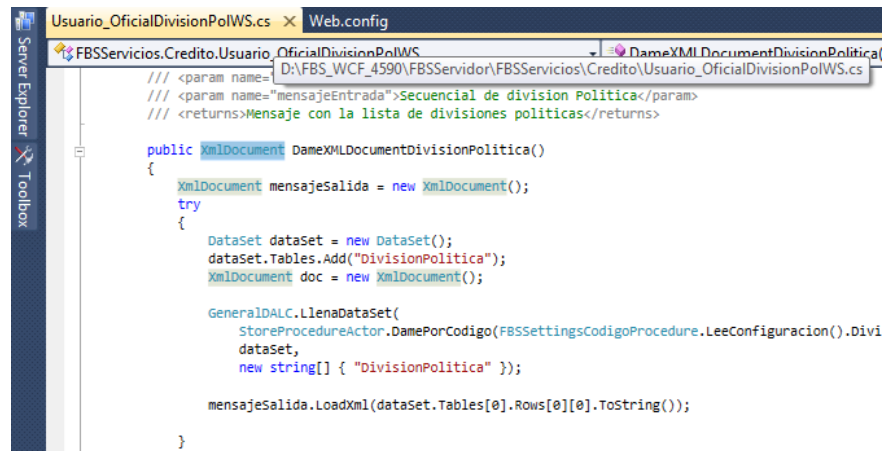 Usuario_OficialDivisionPolWS.cs × Web.config
FBSServicios.Credito.Usuario_OficialDivisionPolWS DameXMLDocumentDivisionPolitica(
D:\FBS_WCF_4590\FBSServidor\FBSServicios\Credito\Usuario_OficialDivisionPolWS.cs
Server Explorer
Toolbox
/// <param name="
/// <param name="mensajeEntrada">Secuencial de division Politica</param>
/// <returns>Mensaje con la lista de divisiones politicas</returns>
public XmlDocument DameXMLDocumentDivisionPolitica()
{
XmlDocument mensajeSalida = new XmlDocument();
try
{
DataSet dataSet = new DataSet();
dataSet.Tables.Add("DivisionPolitica");
XmlDocument doc = new XmlDocument();
GeneralDALC.LlenaDataSet(
StoreProcedureActor.DamePorCodigo(FBSSettingsCodigoProcedure.LeeConfiguracion().Divi
dataSet,
new string[] { "DivisionPolitica" });
mensajeSalida.LoadXml(dataSet.Tables[0].Rows[0][0].ToString());
}